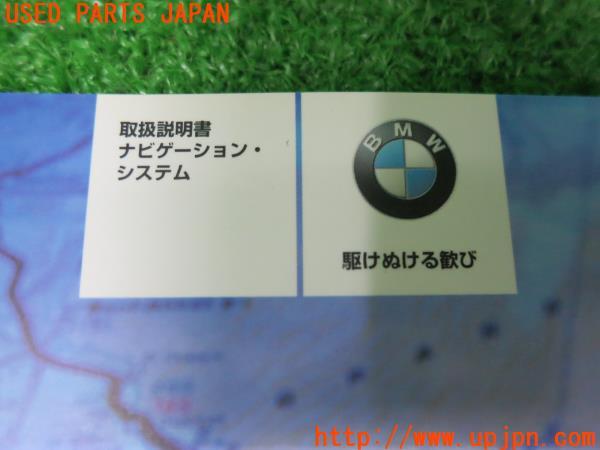 USED PARTS JAPAN
取扱説明書
ナビゲーション・
システム
BMW
駆けぬける歓び
http://www.upjpn.com